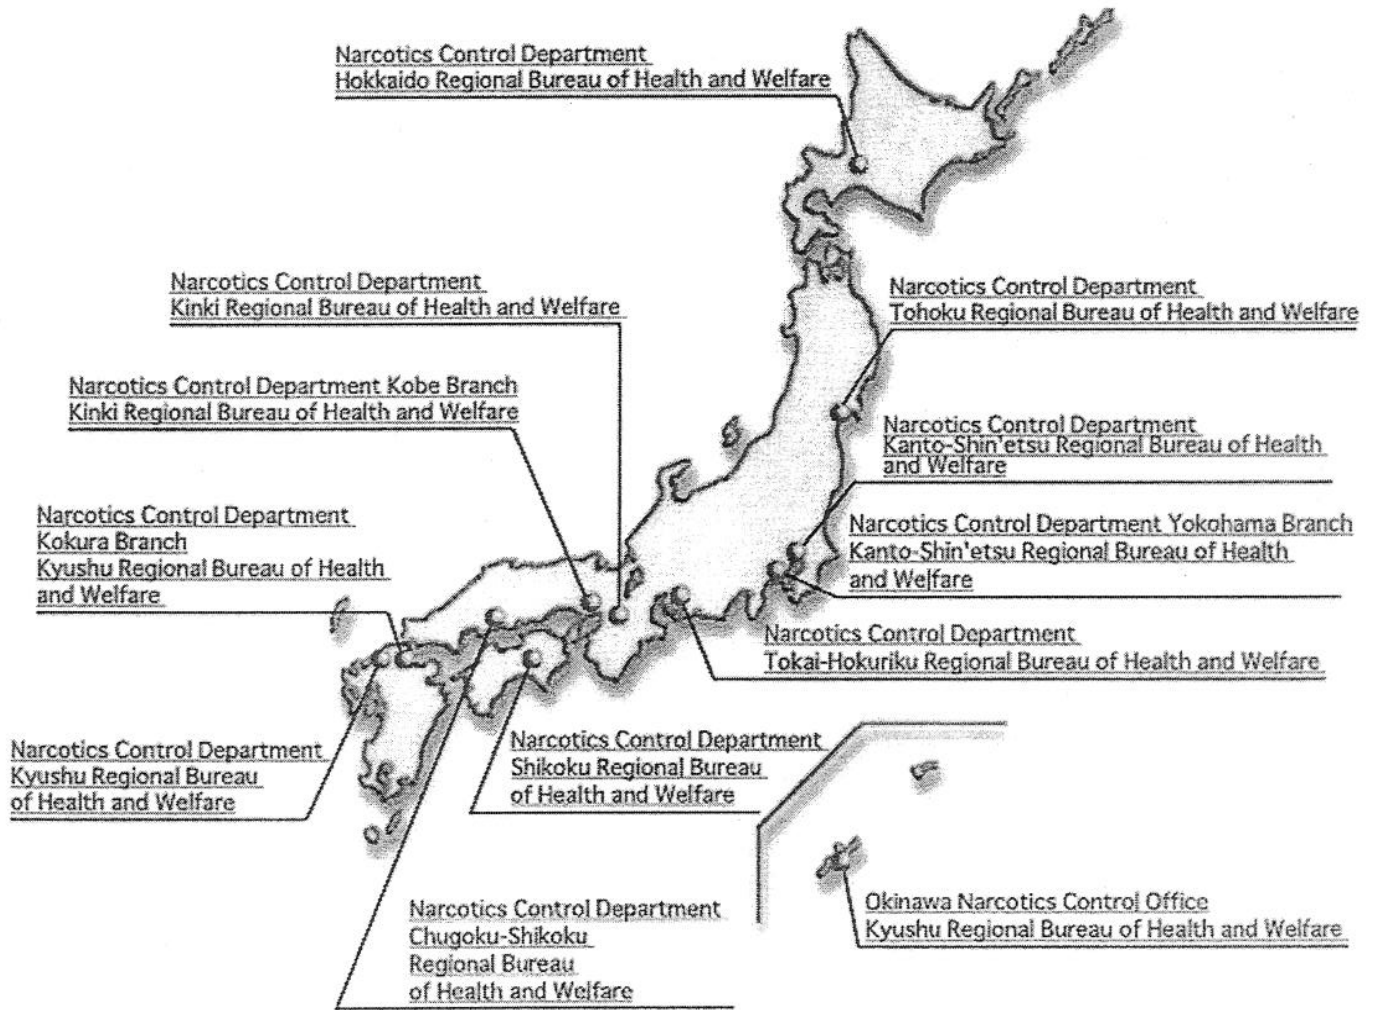 Narcotics Control Department
Hokkaido Regional Bureau of Health and Welfare
Narcotics Control Department
Kinki Regional Bureau of Health and Welfare
Narcotics Control Department
Tohoku Regional Bureau of Health and Welfare
Narcotics Control Department Kobe Branch
Kinki Regional Bureau of Health and Welfare
Narcotics Control Department
Kanto-Shin'etsu Regional Bureau of Health
and Welfare
Narcotics Control Department
Kokura Branch
Kyushu Regional Bureau of Health
and Welfare
Narcotics Control Department Yokohama Branch
Kanto-Shin'etsu Regional Bureau of Health
and Welfare
Narcotics Control Department
Tokai-Hokuriku Regional Bureau of Health and Welfare
Narcotics Control Department
Kyushu Regional Bureau
of Health and Welfare
Narcotics Control Department
Shikoku Regional Bureau
of Health and Welfare
Narcotics Control Department
Chugoku-Shikoku
Regional Bureau
of Health and Welfare
Okinawa Narcotics Control Office
Kyushu Regional Bureau of Health and Welfare